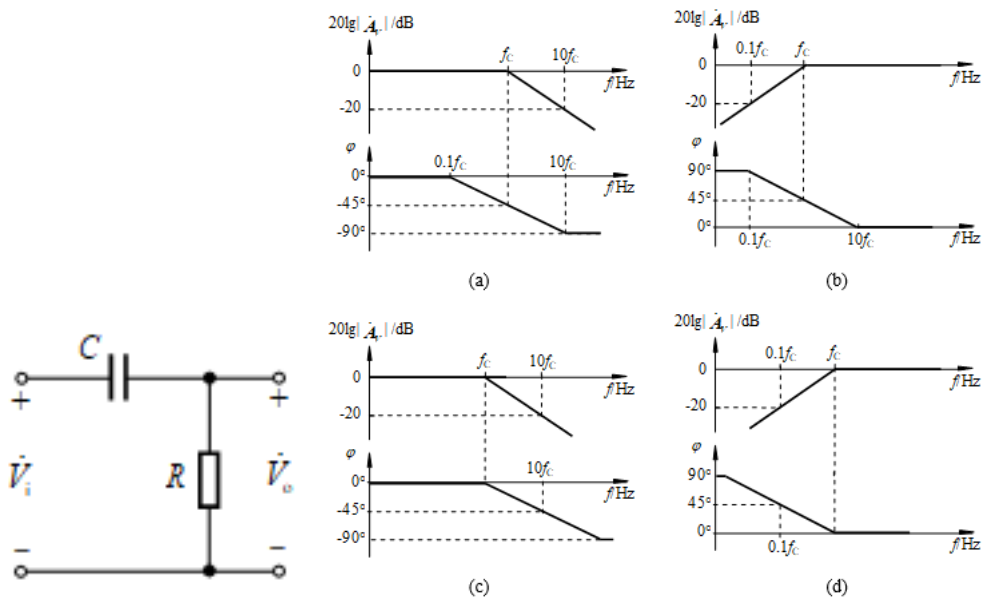 20lg| Ȧᵥ | /dB
f_C 10f_C
0
f/Hz
-20
φ
0.1f_C 10f_C
0°
f/Hz
-45°
-90°
(a)
20lg| Ȧᵥ | /dB
0.1f_C f_C
0
f/Hz
-20
φ
90°
45°
0°
f/Hz
0.1f_C 10f_C
(b)
C
+ +
V̇ᵢ R V̇ₒ
− −
20lg| Ȧᵥ | /dB
f_C 10f_C
0
f/Hz
-20
φ
10f_C
0°
f/Hz
-45°
-90°
(c)
20lg| Ȧᵥ | /dB
0.1f_C f_C
0
f/Hz
-20
φ
90°
45°
0°
f/Hz
0.1f_C
(d)